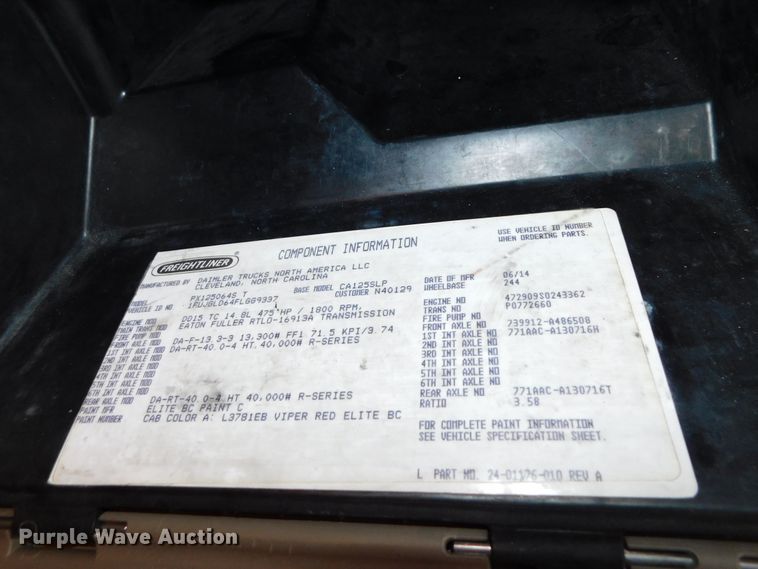 FREIGHTLINER
COMPONENT INFORMATION
USE VEHICLE ID NUMBER
WHEN ORDERING PARTS.
MANUFACTURED BY DAIMLER TRUCKS NORTH AMERICA LLC
CLEVELAND, NORTH CAROLINA
MODEL PX125064S T BASE MODEL CA125SLP DATE OF MFR 06/14
VEHICLE ID NO. CUSTOMER N40129 WHEELBASE 244
ENGINE MOD DD15 TC 14.8L 475 HP / 1800 RPM, ENGINE NO 472909S0243362
MAIN TRANS MOD EATON FULLER RTLO-16913A TRANSMISSION TRANS NO P0772660
FIRE PUMP MOD FIRE PUMP NO
FRONT AXLE MOD DA-F-13.3-3 13,300# FF1 71.5 KPI/3.74 FRONT AXLE NO 739912-A486508
1ST INT AXLE MOD DA-RT-40.0-4 HT 40,000# R-SERIES 1ST INT AXLE NO 771AAC-A130716H
2ND INT AXLE MOD 2ND INT AXLE NO
3RD INT AXLE MOD 3RD INT AXLE NO
4TH INT AXLE MOD 4TH INT AXLE NO
5TH INT AXLE MOD 5TH INT AXLE NO
6TH INT AXLE MOD 6TH INT AXLE NO
REAR AXLE MOD DA-RT-40.0-4 HT 40,000# R-SERIES REAR AXLE NO 771AAC-A130716T
PAINT MFR ELITE BC PAINT C RATIO 3.58
PAINT NUMBER CAB COLOR A: L3781EB VIPER RED ELITE BC
FOR COMPLETE PAINT INFORMATION
SEE VEHICLE SPECIFICATION SHEET.
L PART NO. 24-01176-010 REV A
Purple Wave Auction